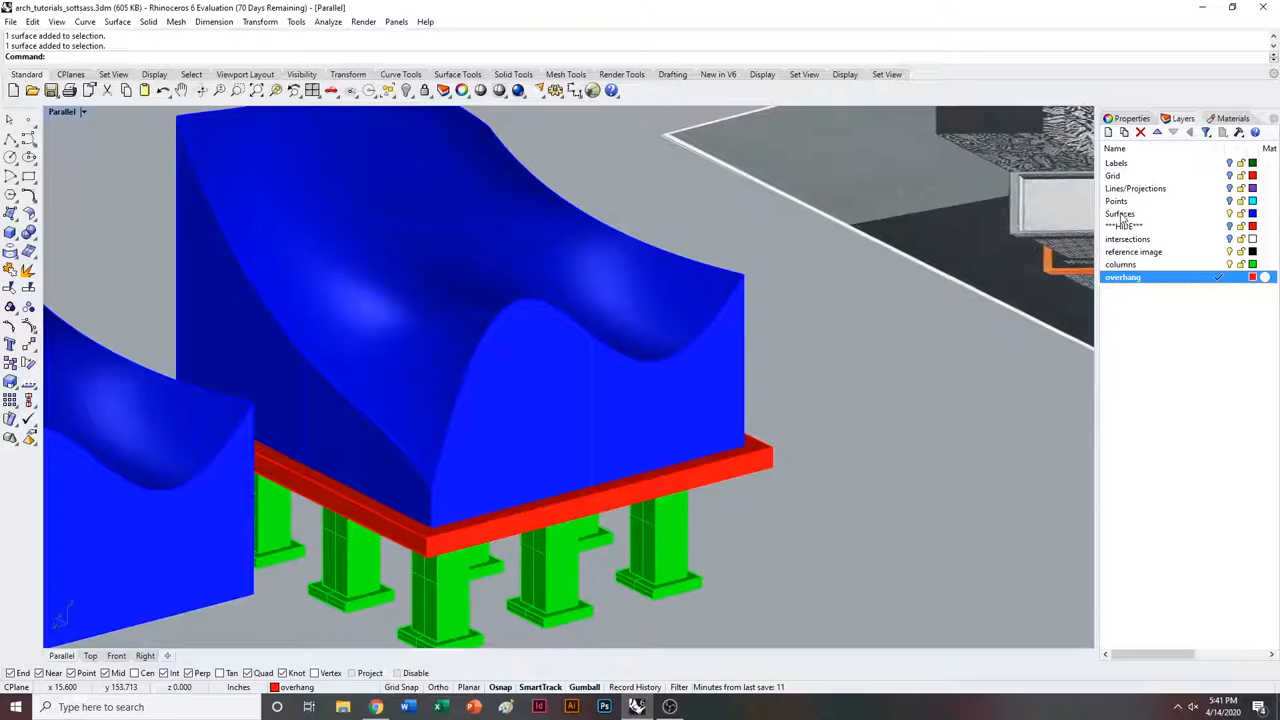 arch_tutorials_sottsass.3dm (605 KB) - Rhinoceros 6 Evaluation (70 Days Remaining) - [Parallel]
File Edit View Curve Surface Solid Mesh Dimension Transform Tools Analyze Render Panels Help
1 surface added to selection.
1 surface added to selection.
Command:
Standard CPlanes Set View Display Select Viewport Layout Visibility Transform Curve Tools Surface Tools Solid Tools Mesh Tools Render Tools Drafting New in V6 Display Set View Display Set View
Parallel
Properties Layers Materials
Name Mat
Labels
Grid
Lines/Projections
Points
Surfaces
***HIDE***
intersections
reference image
columns
overhang
Parallel Top Front Right
End Near Point Mid Cen Int Perp Tan Quad Knot Vertex Project Disable
CPlane x 15.600 y 153.713 z 0.000 Inches overhang Grid Snap Ortho Planar Osnap SmartTrack Gumball Record History Filter Minutes from last save: 11
Type here to search
5:41 PM
4/14/2020